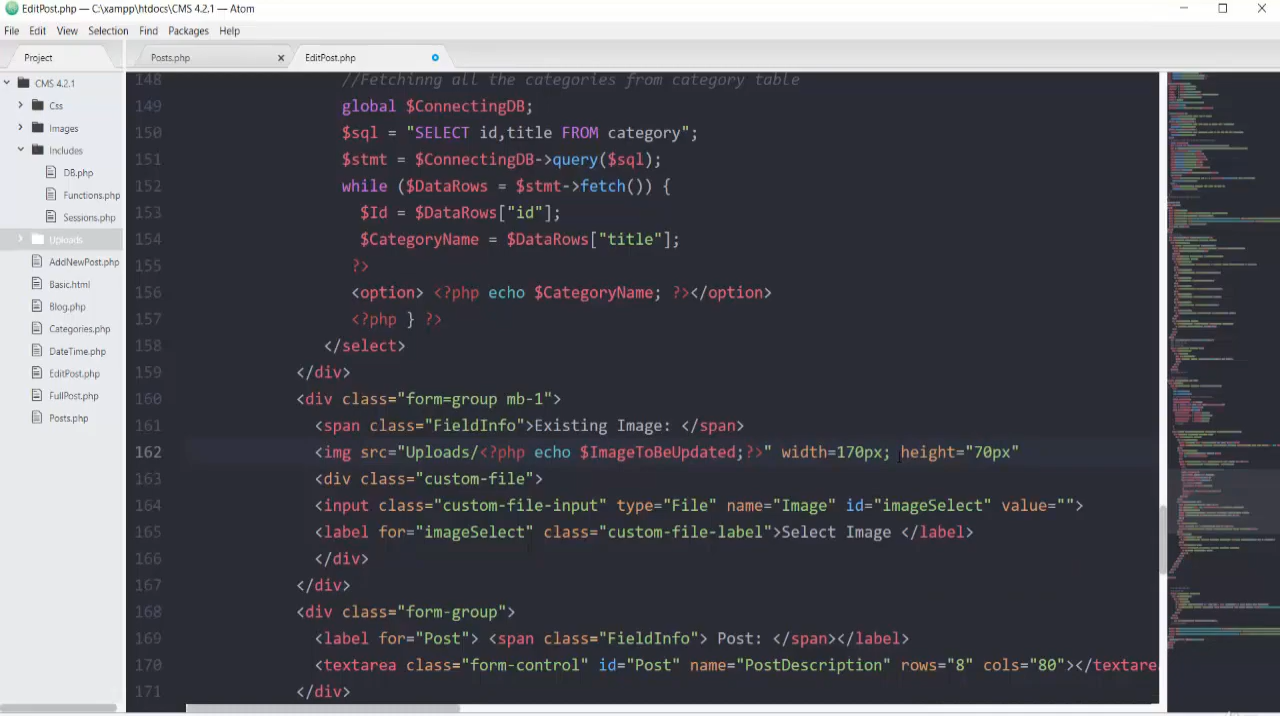 EditPost.php — C:\xampp\htdocs\CMS 4.2.1 — Atom
File Edit View Selection Find Packages Help
Project
Posts.php
EditPost.php
CMS 4.2.1
Css
Images
Includes
DB.php
Functions.php
Sessions.php
Uploads
AddNewPost.php
Basic.html
Blog.php
Categories.php
DateTime.php
EditPost.php
FullPost.php
Posts.php
148 //Fetchinng all the categories from category table
149 global $ConnectingDB;
150 $sql = "SELECT id,title FROM category";
151 $stmt = $ConnectingDB->query($sql);
152 while ($DataRows = $stmt->fetch()) {
153 $Id = $DataRows["id"];
154 $CategoryName = $DataRows["title"];
155 ?>
156 <option> <?php echo $CategoryName; ?></option>
157 <?php } ?>
158 </select>
159 </div>
160 <div class="form=group mb-1">
161 <span class="FieldInfo">Existing Image: </span>
162 <img src="Uploads/<?php echo $ImageToBeUpdated;?>" width=170px; height="70px"
163 <div class="custom-file">
164 <input class="custom-file-input" type="File" name="Image" id="imageSelect" value="">
165 <label for="imageSelect" class="custom-file-label">Select Image </label>
166 </div>
167 </div>
168 <div class="form-group">
169 <label for="Post"> <span class="FieldInfo"> Post: </span></label>
170 <textarea class="form-control" id="Post" name="PostDescription" rows="8" cols="80"></textare
171 </div>